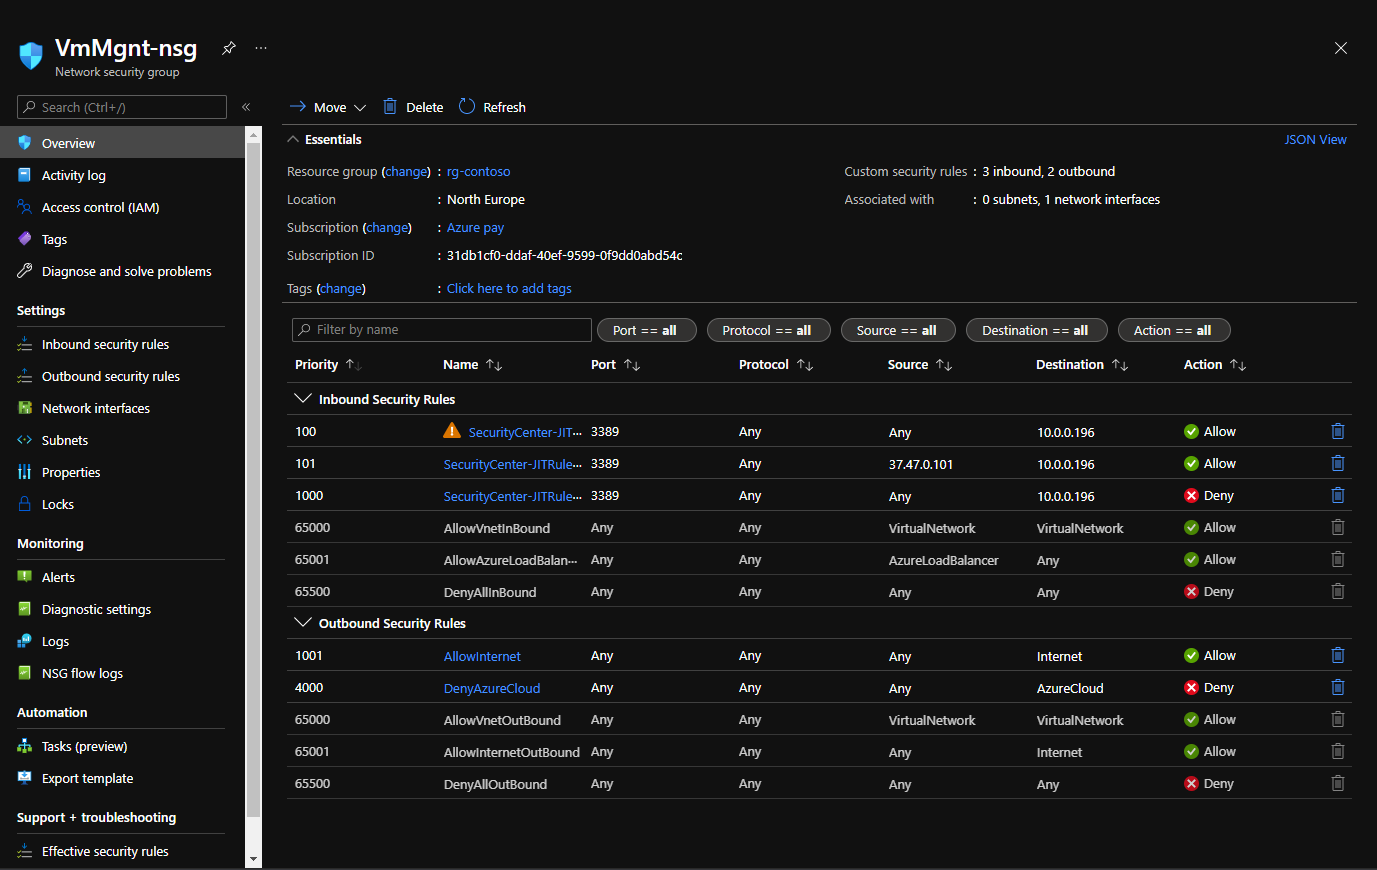 VmMgnt-nsg
Network security group
Search (Ctrl+/)
Overview
Activity log
Access control (IAM)
Tags
Diagnose and solve problems
Settings
Inbound security rules
Outbound security rules
Network interfaces
Subnets
Properties
Locks
Monitoring
Alerts
Diagnostic settings
Logs
NSG flow logs
Automation
Tasks (preview)
Export template
Support + troubleshooting
Effective security rules
Move Delete Refresh
Essentials JSON View
Resource group (change) : rg-contoso
Location : North Europe
Subscription (change) : Azure pay
Subscription ID : 31db1cf0-ddaf-40ef-9599-0f9dd0abd54c
Tags (change) : Click here to add tags
Custom security rules : 3 inbound, 2 outbound
Associated with : 0 subnets, 1 network interfaces
Filter by name Port == all Protocol == all Source == all Destination == all Action == all
Priority Name Port Protocol Source Destination Action
Inbound Security Rules
100 SecurityCenter-JIT... 3389 Any Any 10.0.0.196 Allow
101 SecurityCenter-JITRule... 3389 Any 37.47.0.101 10.0.0.196 Allow
1000 SecurityCenter-JITRule... 3389 Any Any 10.0.0.196 Deny
65000 AllowVnetInBound Any Any VirtualNetwork VirtualNetwork Allow
65001 AllowAzureLoadBalan... Any Any AzureLoadBalancer Any Allow
65500 DenyAllInBound Any Any Any Any Deny
Outbound Security Rules
1001 AllowInternet Any Any Any Internet Allow
4000 DenyAzureCloud Any Any Any AzureCloud Deny
65000 AllowVnetOutBound Any Any VirtualNetwork VirtualNetwork Allow
65001 AllowInternetOutBound Any Any Any Internet Allow
65500 DenyAllOutBound Any Any Any Any Deny